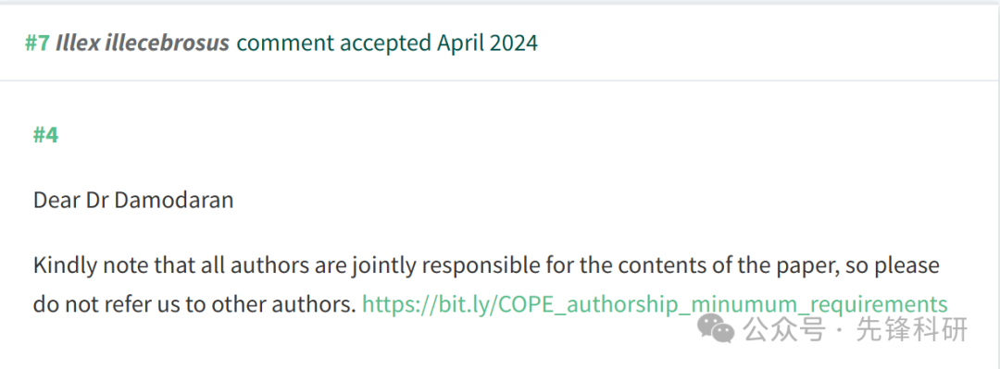 #7 Illex illecebrosus comment accepted April 2024
#4
Dear Dr Damodaran
Kindly note that all authors are jointly responsible for the contents of the paper, so please
do not refer us to other authors. https://bit.ly/COPE_authorship_minumum_requirements
公众号 · 先锋科研